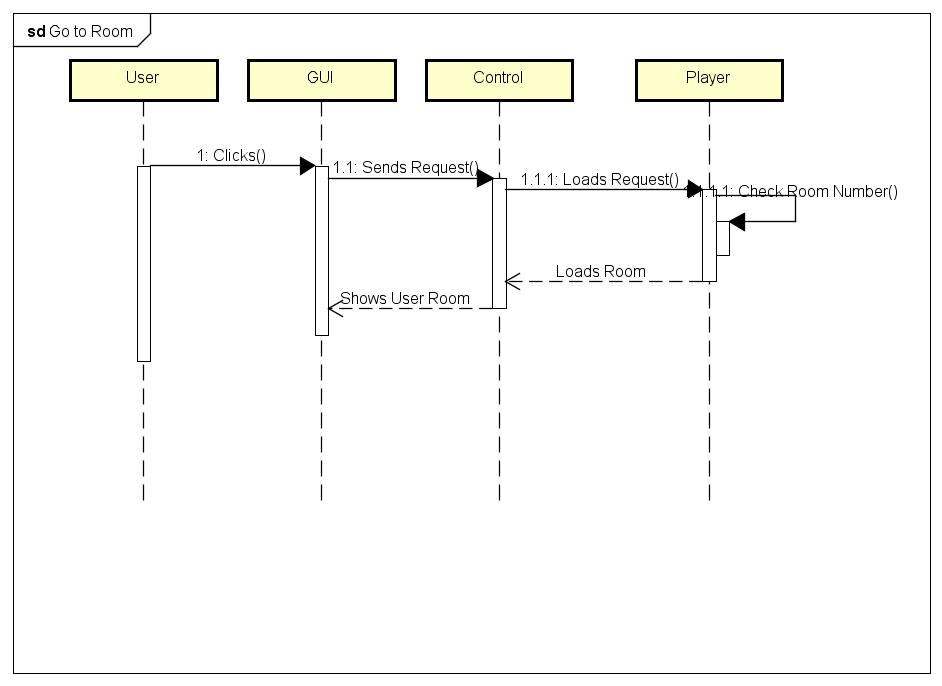 sd Go to Room
User
GUI
Control
Player
1: Clicks()
1.1: Sends Request()
1.1.1: Loads Request()
1.1.1.1: Check Room Number()
Loads Room
Shows User Room